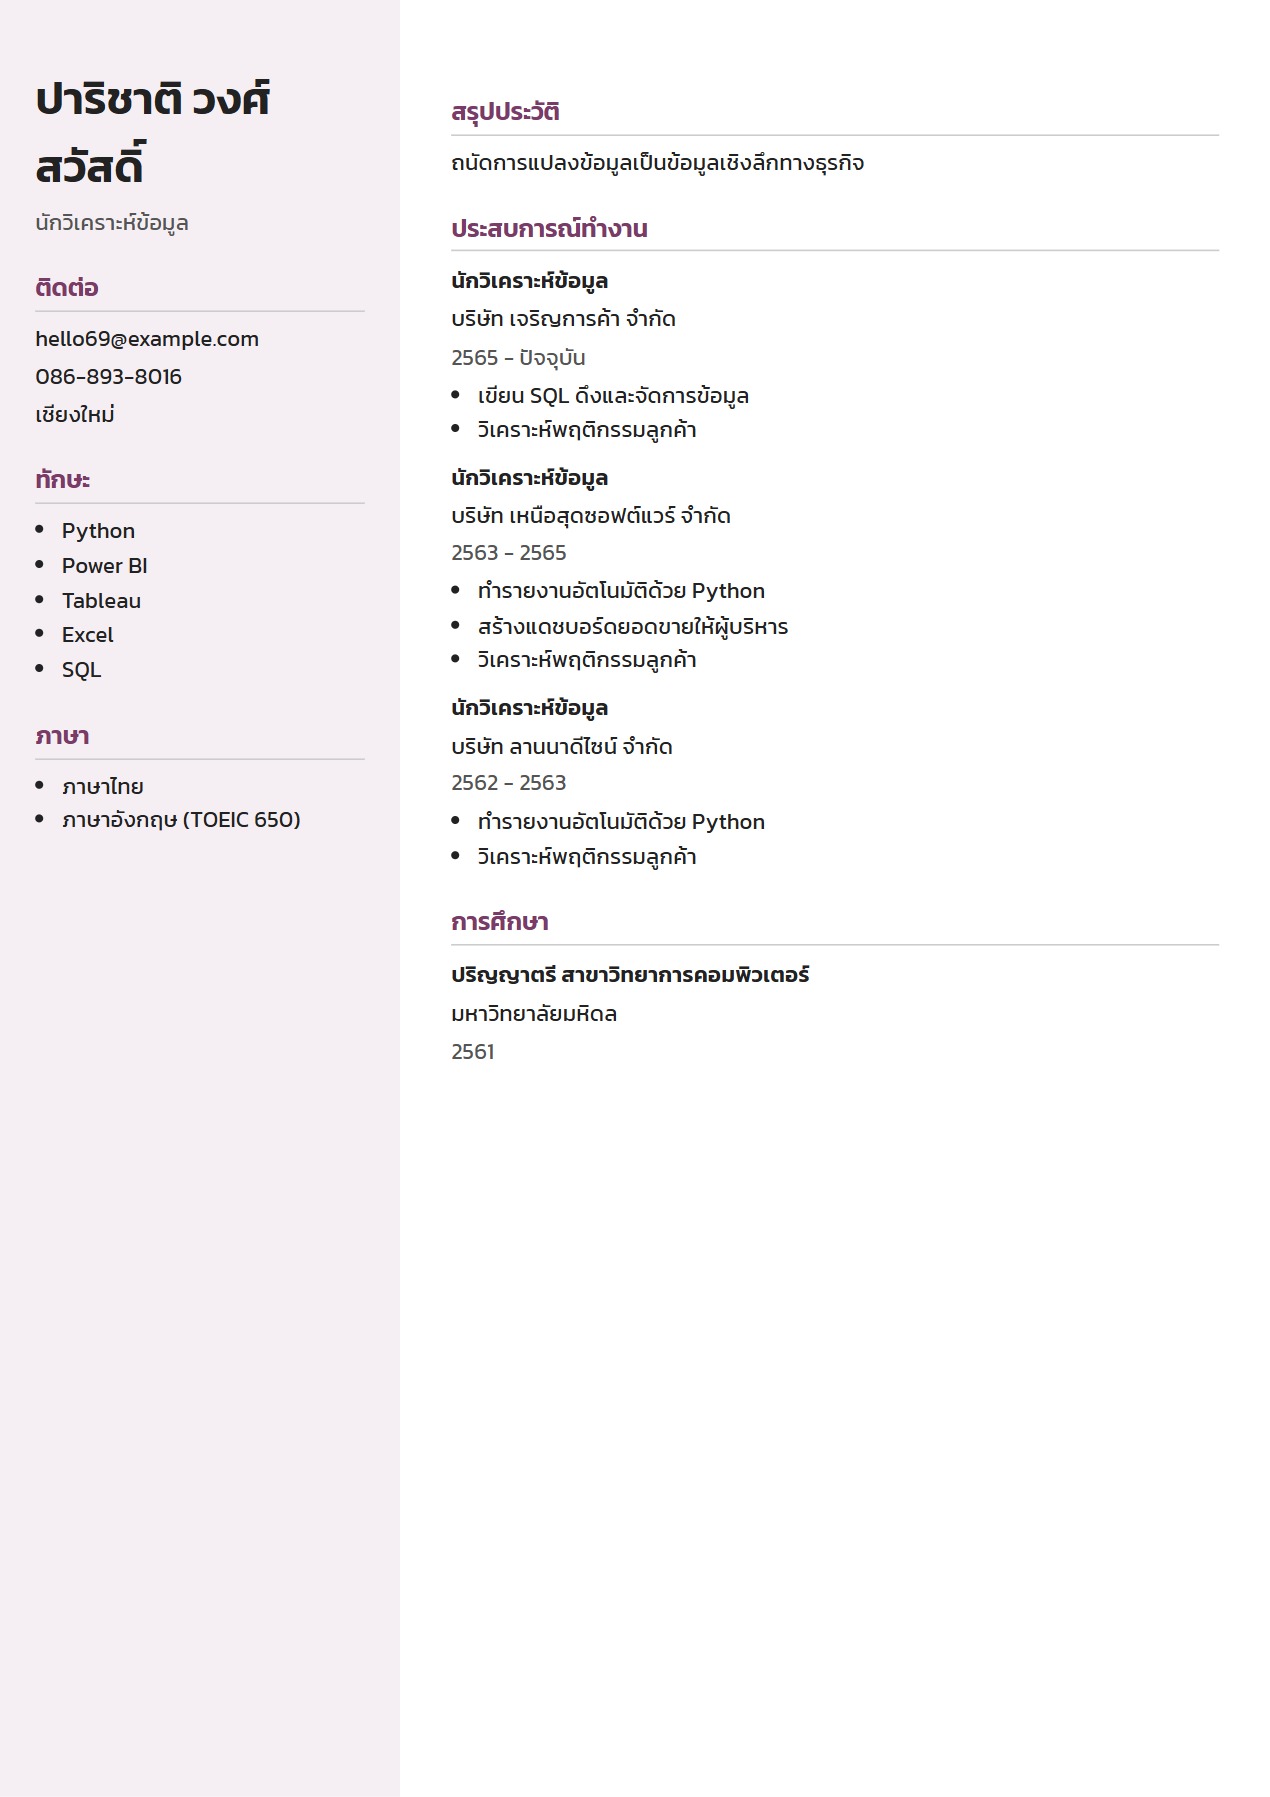 ปาริชาติ วงศ์
สวัสดิ์
นักวิเคราะห์ข้อมูล
ติดต่อ
hello69@example.com
086-893-8016
เชียงใหม่
ทักษะ
• Python
• Power BI
• Tableau
• Excel
• SQL
ภาษา
• ภาษาไทย
• ภาษาอังกฤษ (TOEIC 650)
สรุปประวัติ
ถนัดการแปลงข้อมูลเป็นข้อมูลเชิงลึกทางธุรกิจ
ประสบการณ์ทำงาน
นักวิเคราะห์ข้อมูล
บริษัท เจริญการค้า จำกัด
2565 - ปัจจุบัน
• เขียน SQL ดึงและจัดการข้อมูล
• วิเคราะห์พฤติกรรมลูกค้า
นักวิเคราะห์ข้อมูล
บริษัท เหนือสุดซอฟต์แวร์ จำกัด
2563 - 2565
• ทำรายงานอัตโนมัติด้วย Python
• สร้างแดชบอร์ดยอดขายให้ผู้บริหาร
• วิเคราะห์พฤติกรรมลูกค้า
นักวิเคราะห์ข้อมูล
บริษัท ลานนาดีไซน์ จำกัด
2562 - 2563
• ทำรายงานอัตโนมัติด้วย Python
• วิเคราะห์พฤติกรรมลูกค้า
การศึกษา
ปริญญาตรี สาขาวิทยาการคอมพิวเตอร์
มหาวิทยาลัยมหิดล
2561